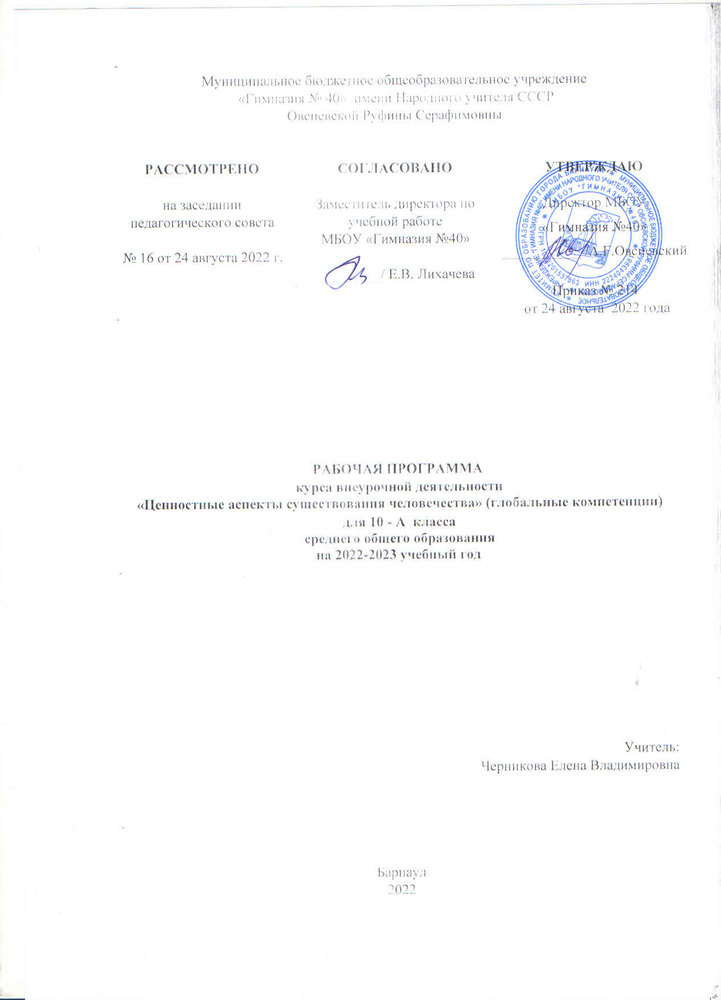 Муниципальное бюджетное общеобразовательное учреждение
«Гимназия № 40» имени Народного учителя СССР
Овсиевской Руфины Серафимовны
РАССМОТРЕНО
на заседании
педагогического совета
№ 16 от 24 августа 2022 г.
СОГЛАСОВАНО
Заместитель директора по
учебной работе
МБОУ «Гимназия №40»
/ Е.В. Лихачева
УТВЕРЖДАЮ
Директор МБОУ
«Гимназия №40»
А.Г.Овсиевский
Приказ № 214
от 24 августа 2022 года
РАБОЧАЯ ПРОГРАММА
курса внеурочной деятельности
«Ценностные аспекты существования человечества» (глобальные компетенции)
для 10 - А класса
среднего общего образования
на 2022-2023 учебный год
Учитель:
Черникова Елена Владимировна
Барнаул
2022